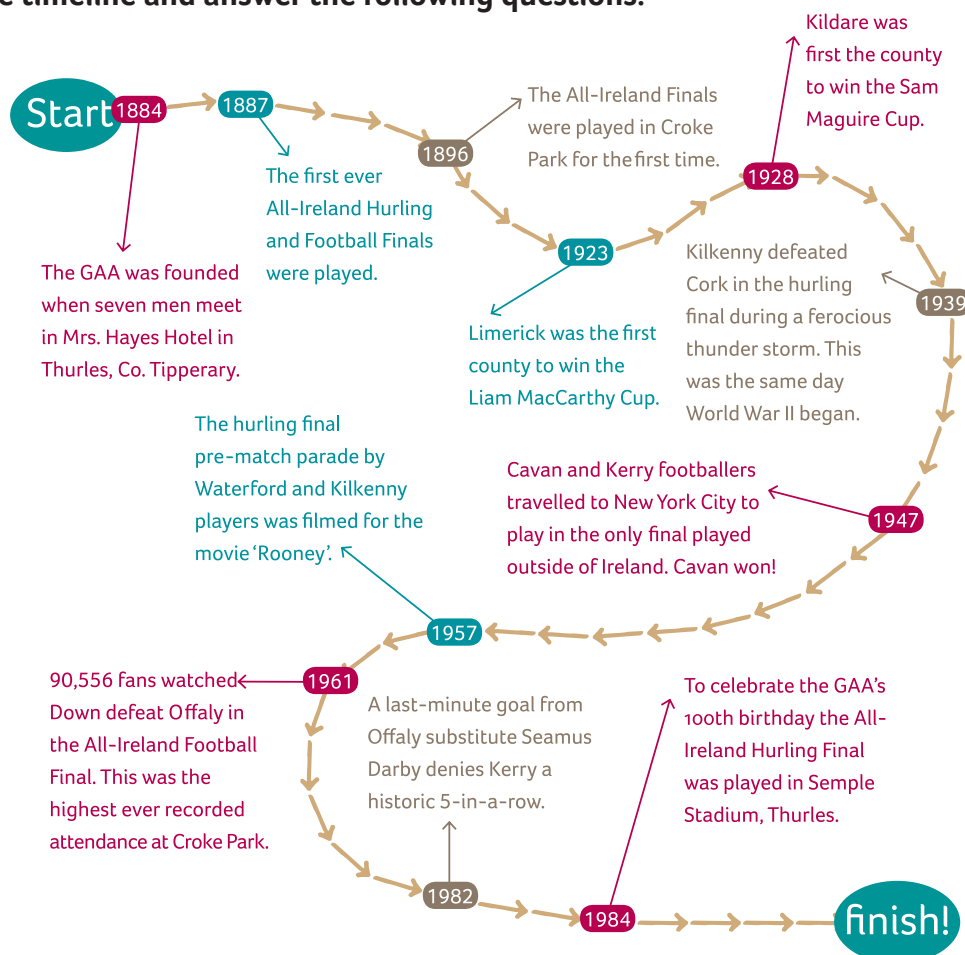 e timeline and answer the following questions.
Start
1884
The GAA was founded
when seven men meet
in Mrs. Hayes Hotel in
Thurles, Co. Tipperary.
1887
The first ever
All-Ireland Hurling
and Football Finals
were played.
1896
The All-Ireland Finals
were played in Croke
Park for the first time.
1923
Limerick was the first
county to win the
Liam MacCarthy Cup.
1928
Kildare was
first the county
to win the Sam
Maguire Cup.
1939
Kilkenny defeated
Cork in the hurling
final during a ferocious
thunder storm. This
was the same day
World War II began.
1947
Cavan and Kerry footballers
travelled to New York City to
play in the only final played
outside of Ireland. Cavan won!
1957
The hurling final
pre-match parade by
Waterford and Kilkenny
players was filmed for the
movie ‘Rooney’.
1961
90,556 fans watched
Down defeat Offaly in
the All-Ireland Football
Final. This was the
highest ever recorded
attendance at Croke Park.
1982
A last-minute goal from
Offaly substitute Seamus
Darby denies Kerry a
historic 5-in-a-row.
1984
To celebrate the GAA’s
100th birthday the All-
Ireland Hurling Final
was played in Semple
Stadium, Thurles.
finish!